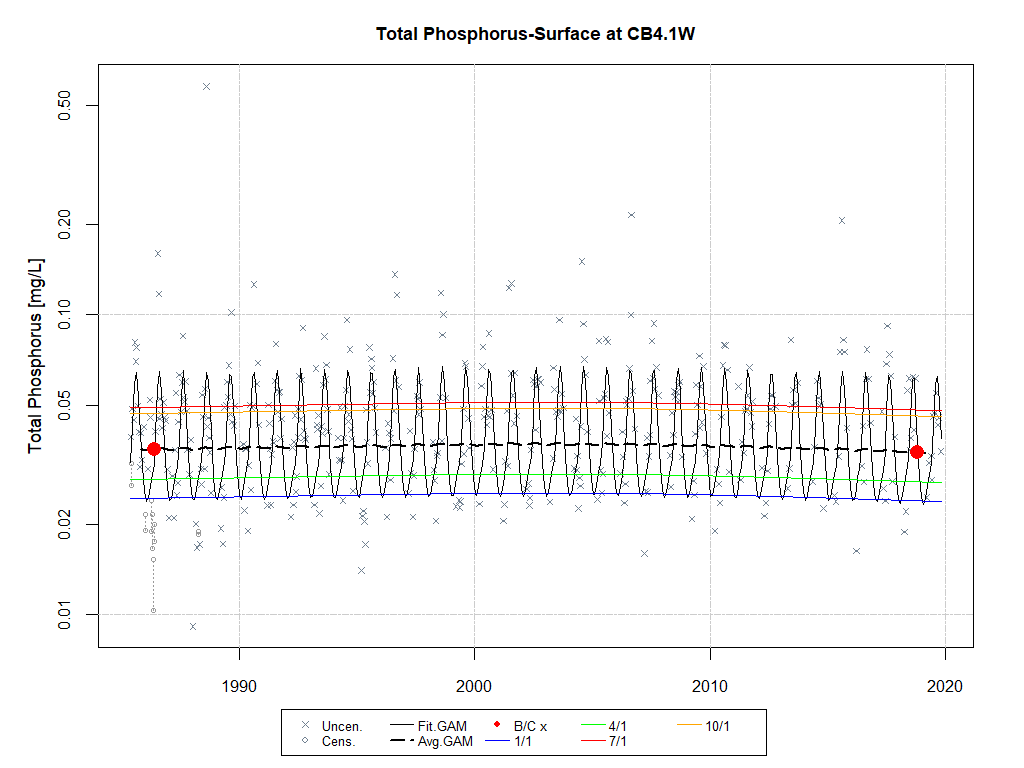 Total Phosphorus-Surface at CB4.1W
Total Phosphorus [mg/L]
0.50
0.20
0.10
0.05
0.02
0.01
1990 2000 2010 2020
Uncen. Fit.GAM B/C x 4/1 10/1
Cens. Avg.GAM 1/1 7/1